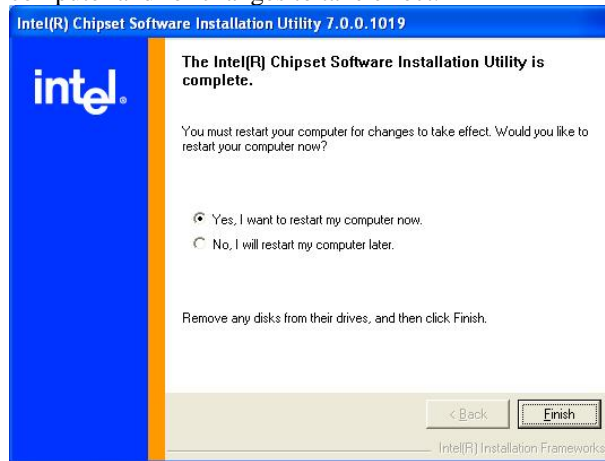 Intel(R) Chipset Software Installation Utility 7.0.0.1019
intel®
The Intel(R) Chipset Software Installation Utility is
complete.
You must restart your computer for changes to take effect. Would you like to
restart your computer now?
Yes, I want to restart my computer now.
No, I will restart my computer later.
Remove any disks from their drives, and then click Finish.
< Back
Finish
Intel(R) Installation Frameworks